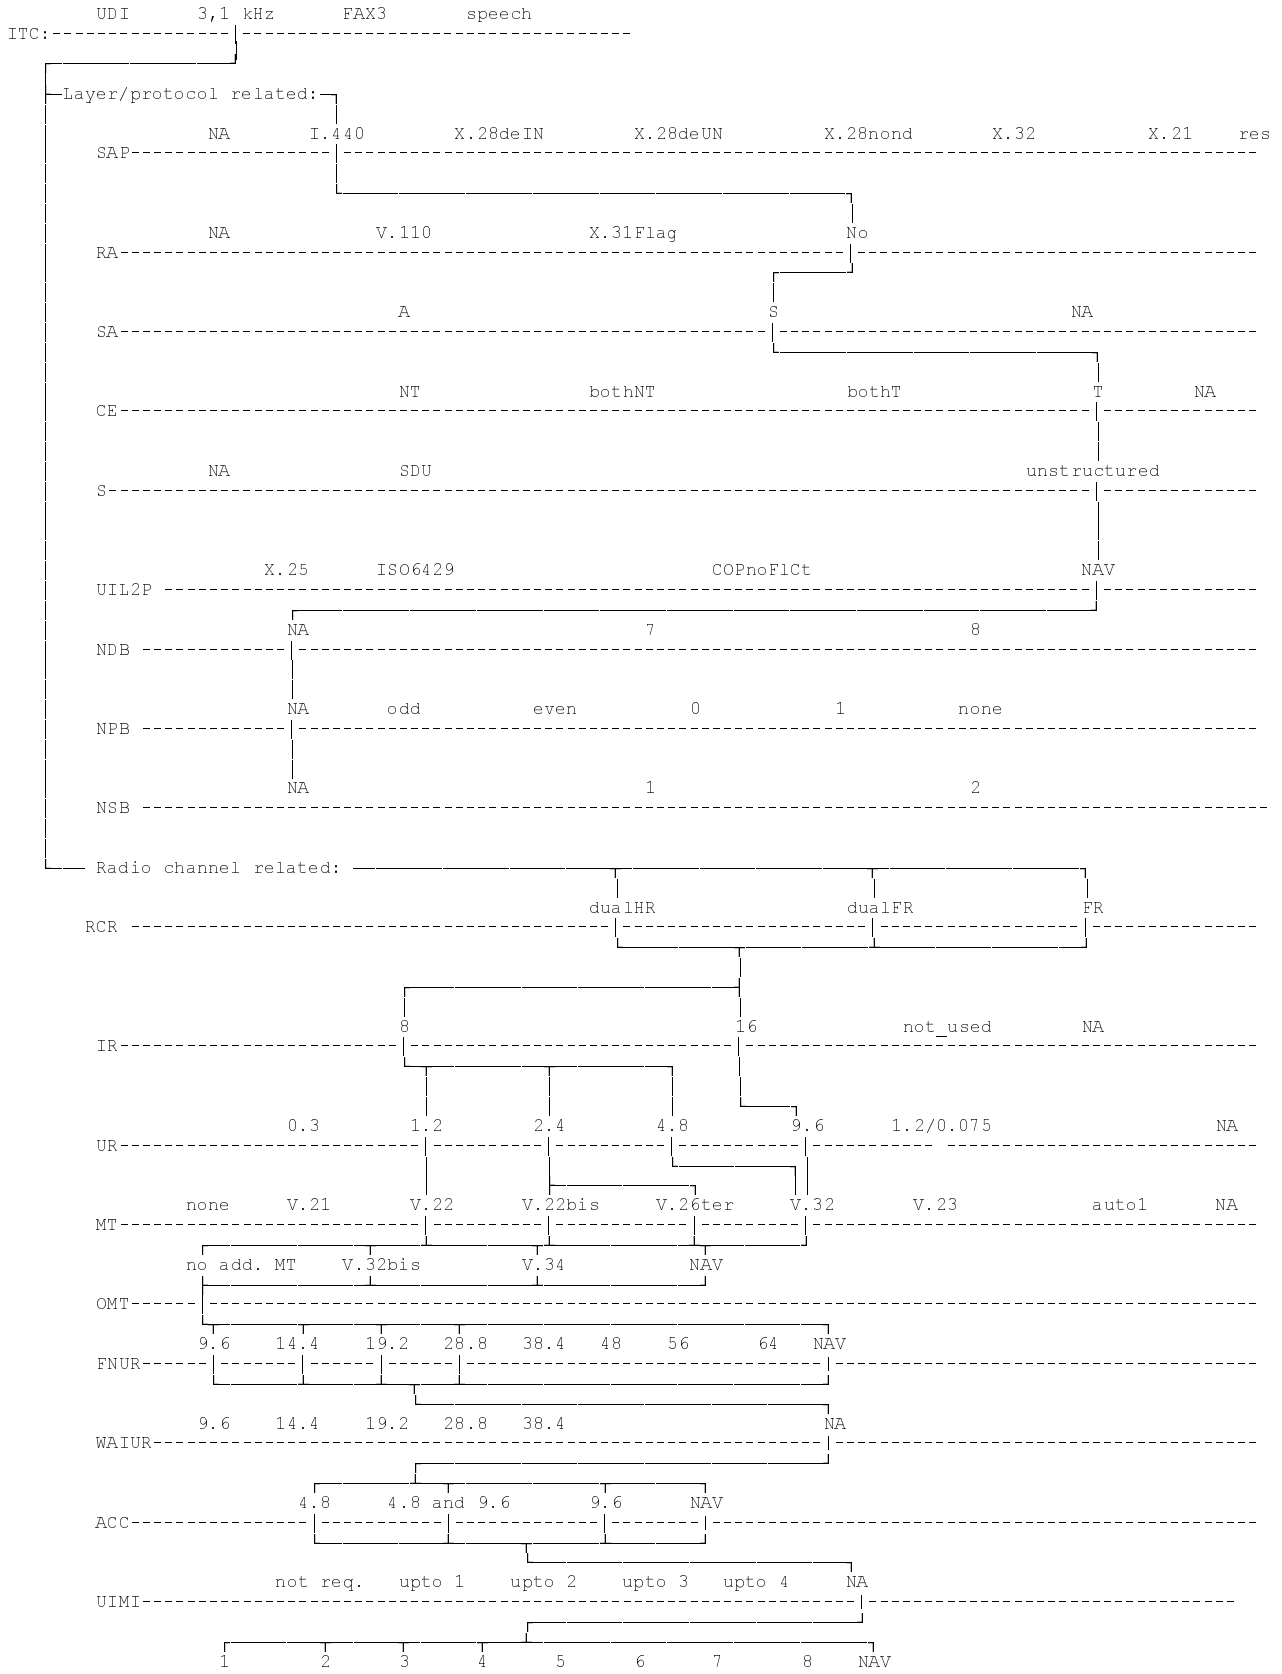 UDI 3,1 kHz FAX3 speech
ITC:
Layer/protocol related:
NA I.440 X.28deIN X.28deUN X.28nond X.32 X.21 res
SAP
NA V.110 X.31Flag No
RA
A S NA
SA
NT bothNT bothT T NA
CE
NA SDU unstructured
S
X.25 ISO6429 COPnoFlCt NAV
UIL2P
NA 7 8
NDB
NA odd even 0 1 none
NPB
NA 1 2
NSB
Radio channel related:
dualHR dualFR FR
RCR
8 16 not_used NA
IR
0.3 1.2 2.4 4.8 9.6 1.2/0.075 NA
UR
none V.21 V.22 V.22bis V.26ter V.32 V.23 auto1 NA
MT
no add. MT V.32bis V.34 NAV
OMT
9.6 14.4 19.2 28.8 38.4 48 56 64 NAV
FNUR
9.6 14.4 19.2 28.8 38.4 NA
WAIUR
4.8 4.8 and 9.6 9.6 NAV
ACC
not req. upto 1 upto 2 upto 3 upto 4 NA
UIMI
1 2 3 4 5 6 7 8 NAV